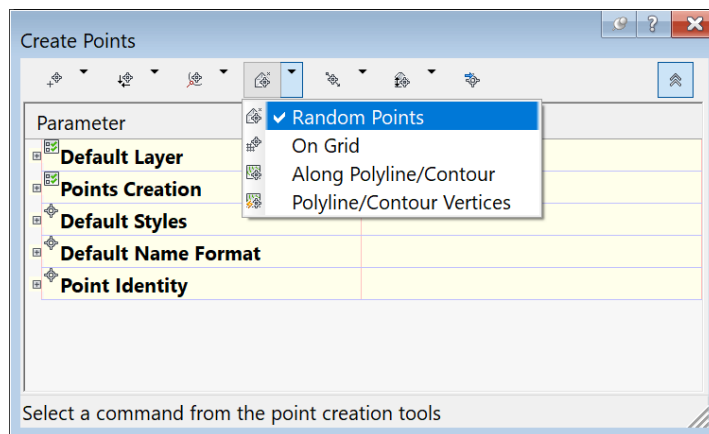 Create Points
Parameter
Random Points
On Grid
Along Polyline/Contour
Polyline/Contour Vertices
Default Layer
Points Creation
Default Styles
Default Name Format
Point Identity
Select a command from the point creation tools